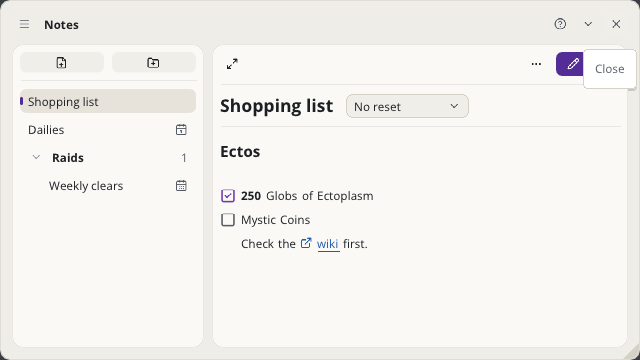 Notes
Close
Shopping list
Dailies
Raids 1
Weekly clears
Shopping list No reset
Ectos
250 Globs of Ectoplasm
Mystic Coins
Check the wiki first.